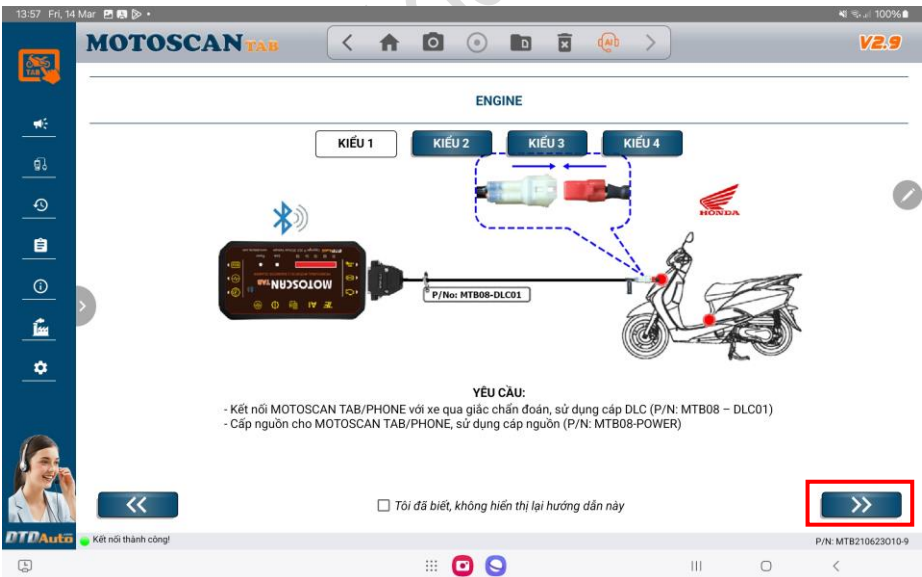 13:57 Fri, 14 Mar
100%
MOTOSCAN TAB
V2.9
TAB
ENGINE
KIỂU 1
KIỂU 2
KIỂU 3
KIỂU 4
HONDA
MOTOSCAN TAB
P/No: MTB08-DLC01
YÊU CẦU:
- Kết nối MOTOSCAN TAB/PHONE với xe qua giắc chẩn đoán, sử dụng cáp DLC (P/N: MTB08 – DLC01)
- Cấp nguồn cho MOTOSCAN TAB/PHONE, sử dụng cáp nguồn (P/N: MTB08-POWER)
Tôi đã biết, không hiển thị lại hướng dẫn này
DTDAuto
Kết nối thành công!
P/N: MTB210623010-9